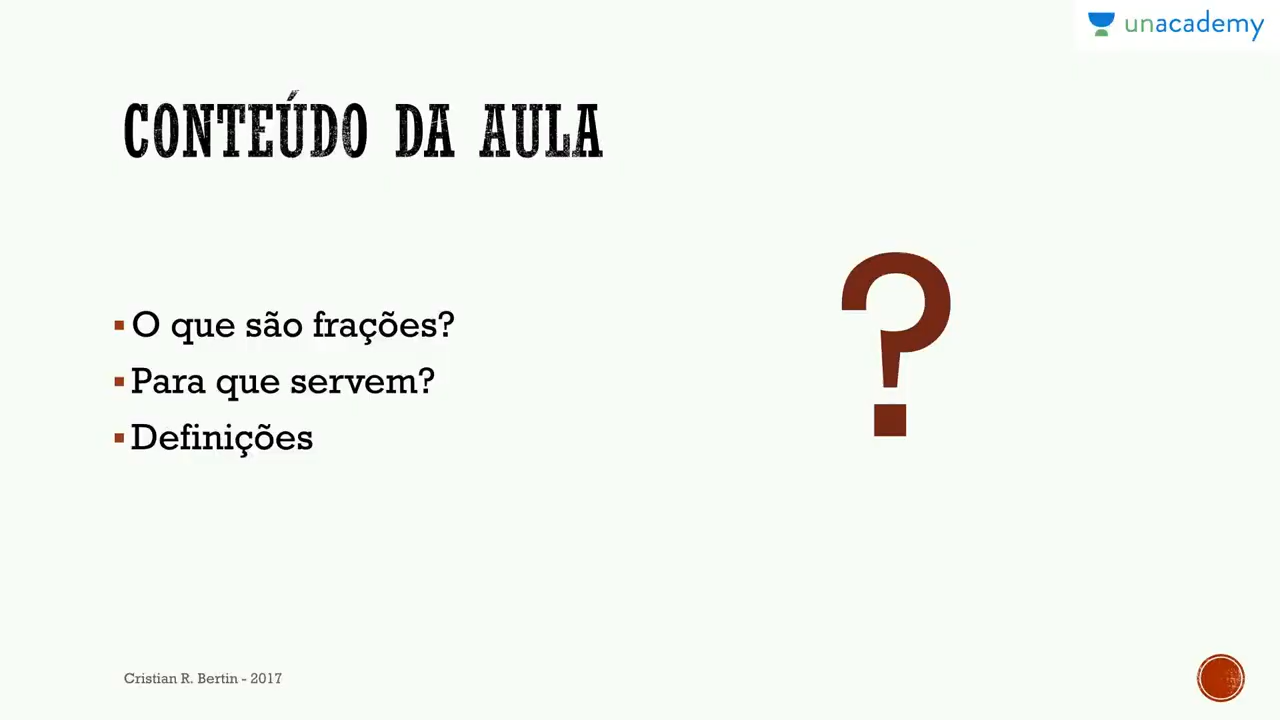 unacademy
CONTEÚDO DA AULA
▪O que são frações?
▪Para que servem?
▪Definições
?
Cristian R. Bertin - 2017